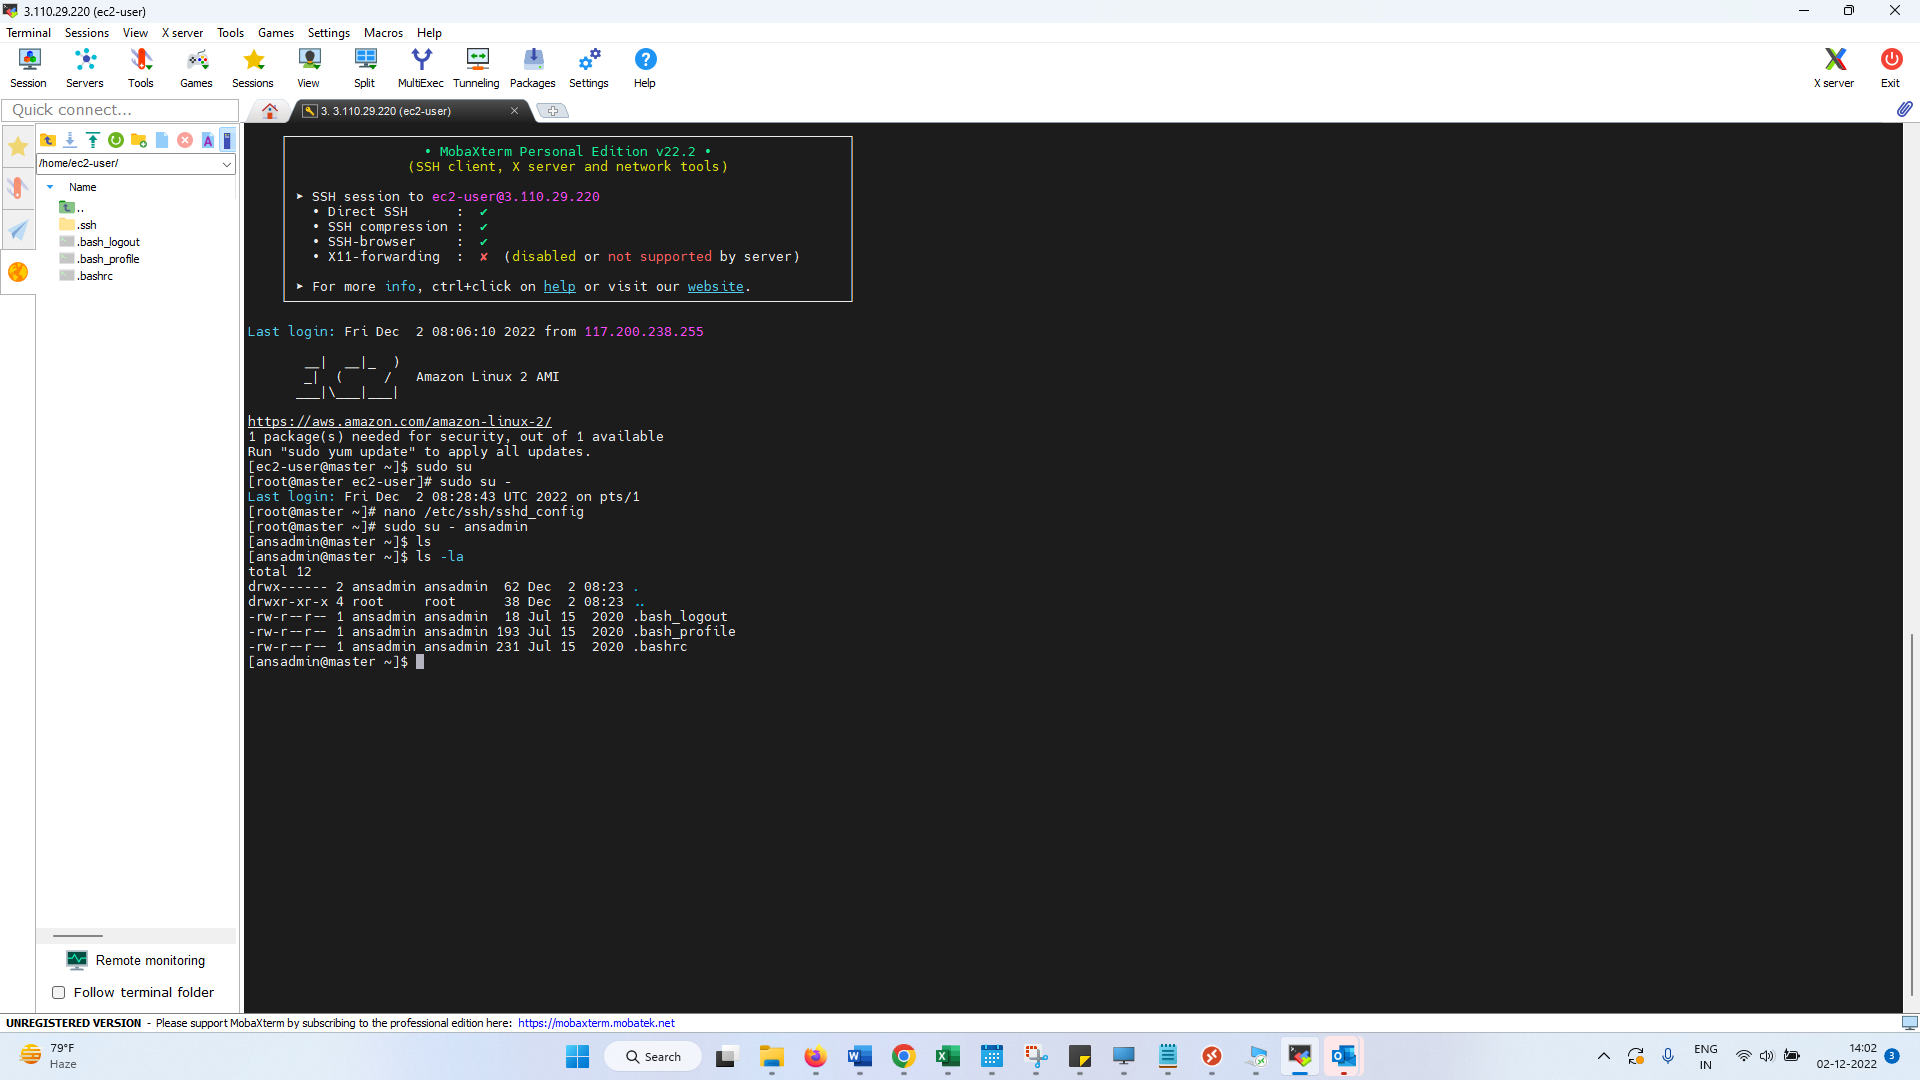 3.110.29.220 (ec2-user)
Terminal Sessions View X server Tools Games Settings Macros Help
Session Servers Tools Games Sessions View Split MultiExec Tunneling Packages Settings Help X server Exit
Quick connect...
3. 3.110.29.220 (ec2-user)
/home/ec2-user/
Name
..
.ssh
.bash_logout
.bash_profile
.bashrc
• MobaXterm Personal Edition v22.2 •
(SSH client, X server and network tools)
➤ SSH session to ec2-user@3.110.29.220
• Direct SSH : ✔
• SSH compression : ✔
• SSH-browser : ✔
• X11-forwarding : ✘ (disabled or not supported by server)
➤ For more info, ctrl+click on help or visit our website.
Last login: Fri Dec  2 08:06:10 2022 from 117.200.238.255
__|  __|_  )
_|  (     /   Amazon Linux 2 AMI
___|\___|___|
https://aws.amazon.com/amazon-linux-2/
1 package(s) needed for security, out of 1 available
Run "sudo yum update" to apply all updates.
[ec2-user@master ~]$ sudo su
[root@master ec2-user]# sudo su -
Last login: Fri Dec  2 08:28:43 UTC 2022 on pts/1
[root@master ~]# nano /etc/ssh/sshd_config
[root@master ~]# sudo su - ansadmin
[ansadmin@master ~]$ ls
[ansadmin@master ~]$ ls -la
total 12
drwx------ 2 ansadmin ansadmin  62 Dec  2 08:23 .
drwxr-xr-x 4 root     root      38 Dec  2 08:23 ..
-rw-r--r-- 1 ansadmin ansadmin  18 Jul 15  2020 .bash_logout
-rw-r--r-- 1 ansadmin ansadmin 193 Jul 15  2020 .bash_profile
-rw-r--r-- 1 ansadmin ansadmin 231 Jul 15  2020 .bashrc
[ansadmin@master ~]$
Remote monitoring
Follow terminal folder
UNREGISTERED VERSION - Please support MobaXterm by subscribing to the professional edition here: https://mobaxterm.mobatek.net
79°F
Haze
Search
ENG
IN
14:02
02-12-2022
3